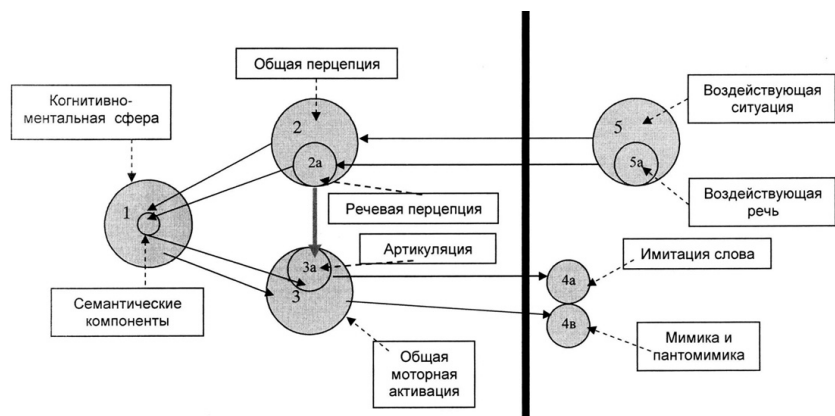 Общая перцепция
Когнитивно-
ментальная сфера
Воздействующая
ситуация
2
5
2а
5а
1
Речевая перцепция
Воздействующая
речь
Артикуляция
3а
3
4а
Имитация слова
Семантические
компоненты
4в
Мимика и
пантомимика
Общая
моторная
активация